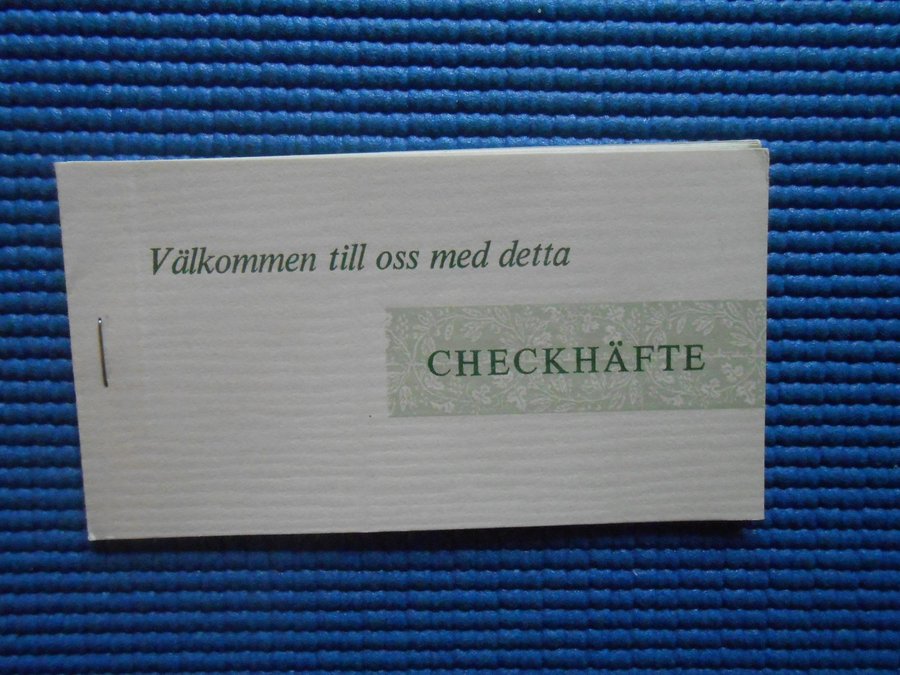 Välkommen till oss med detta
CHECKHÄFTE